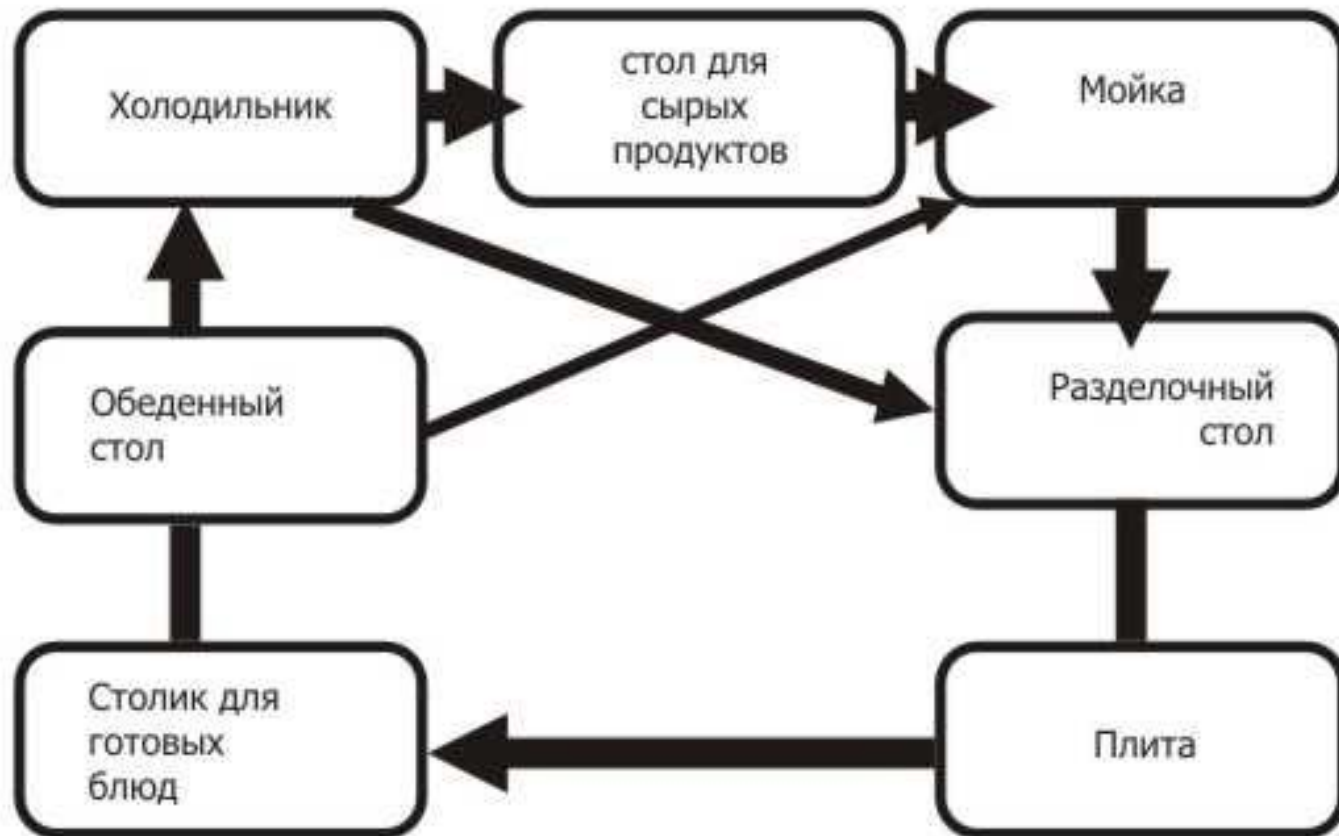 Холодильник
стол для
сырых
продуктов
Мойка
Обеденный
стол
Разделочный
стол
Столик для
готовых
блюд
Плита